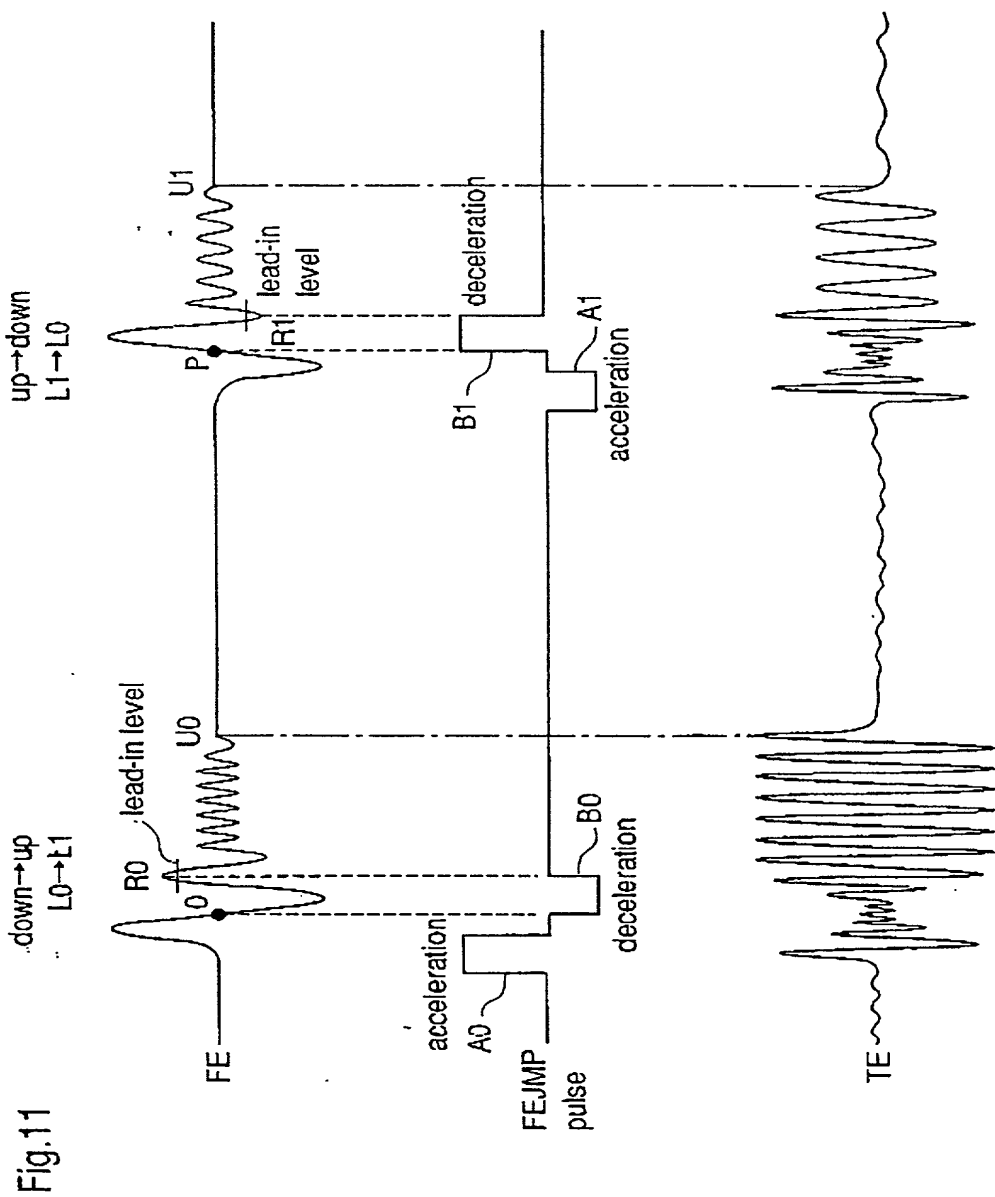 Fig.11
down→up
L0→L1
up→down
L1→L0
FE
R0
lead-in level
O
U0
P
R1
lead-in
level
U1
FEJMP
pulse
acceleration
A0
deceleration
B0
B1
deceleration
A1
acceleration
TE